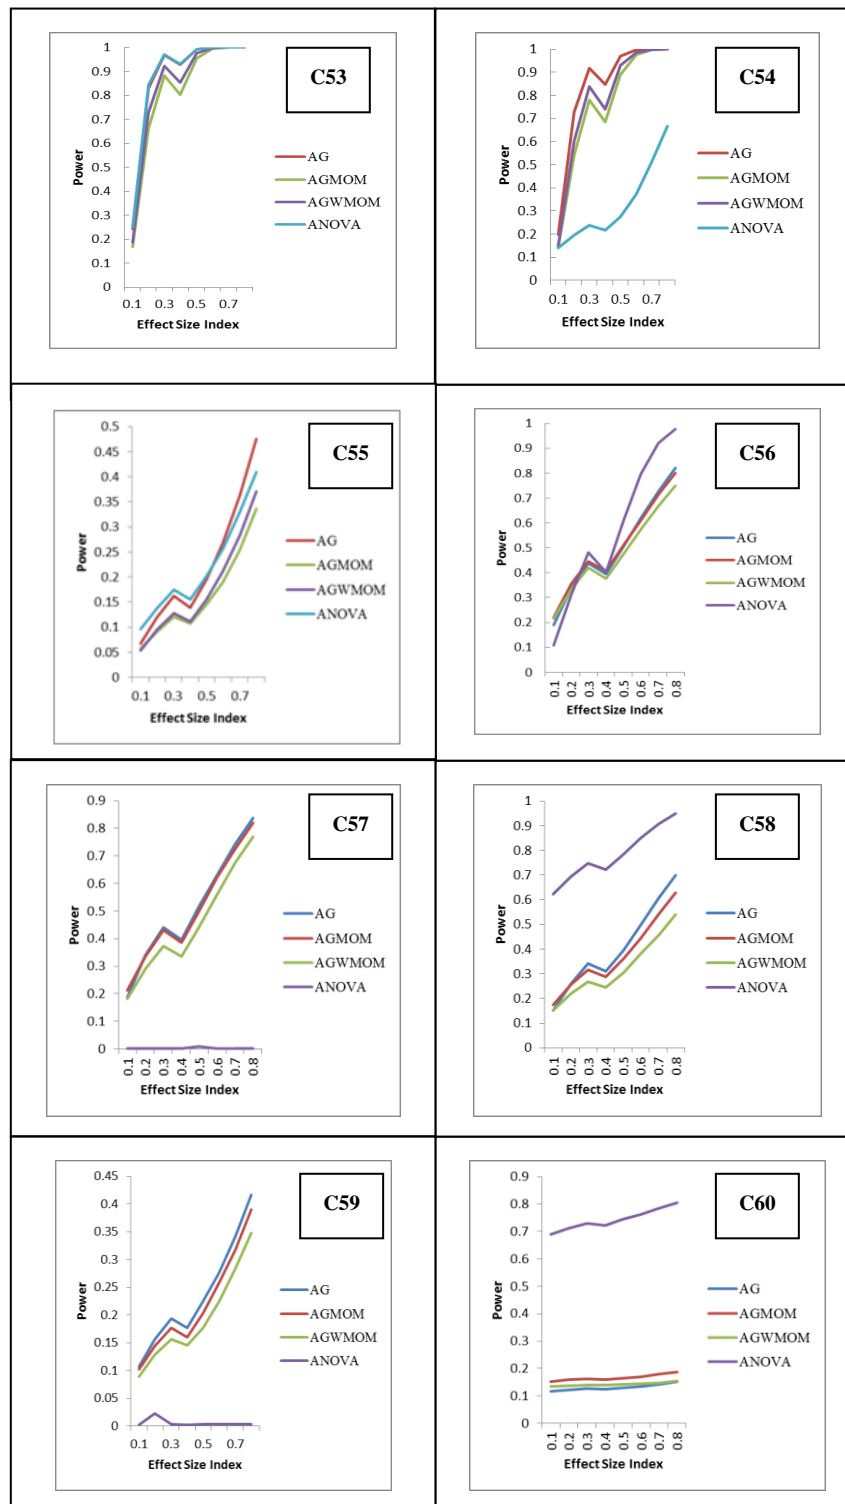 C53
1
0.9
0.8
0.7
0.6
0.5
0.4
0.3
0.2
0.1
0
Power
0.1 0.3 0.5 0.7
Effect Size Index
AG
AGMOM
AGWMOM
ANOVA
C54
1
0.9
0.8
0.7
0.6
0.5
0.4
0.3
0.2
0.1
0
Power
0.1 0.3 0.5 0.7
Effect Size Index
AG
AGMOM
AGWMOM
ANOVA
C55
0.5
0.45
0.4
0.35
0.3
0.25
0.2
0.15
0.1
0.05
0
Power
0.1 0.3 0.5 0.7
Effect Size Index
AG
AGMOM
AGWMOM
ANOVA
C56
1
0.9
0.8
0.7
0.6
0.5
0.4
0.3
0.2
0.1
0
Power
0.1 0.2 0.3 0.4 0.5 0.6 0.7 0.8
Effect Size Index
AG
AGMOM
AGWMOM
ANOVA
C57
0.9
0.8
0.7
0.6
0.5
0.4
0.3
0.2
0.1
0
Power
0.1 0.2 0.3 0.4 0.5 0.6 0.7 0.8
Effect Size Index
AG
AGMOM
AGWMOM
ANOVA
C58
1
0.9
0.8
0.7
0.6
0.5
0.4
0.3
0.2
0.1
0
Power
0.1 0.2 0.3 0.4 0.5 0.6 0.7 0.8
Effect Size Index
AG
AGMOM
AGWMOM
ANOVA
C59
0.45
0.4
0.35
0.3
0.25
0.2
0.15
0.1
0.05
0
Power
0.1 0.3 0.5 0.7
Effect Size Index
AG
AGMOM
AGWMOM
ANOVA
C60
0.9
0.8
0.7
0.6
0.5
0.4
0.3
0.2
0.1
0
Power
0.1 0.2 0.3 0.4 0.5 0.6 0.7 0.8
Effect Size Index
AG
AGMOM
AGWMOM
ANOVA